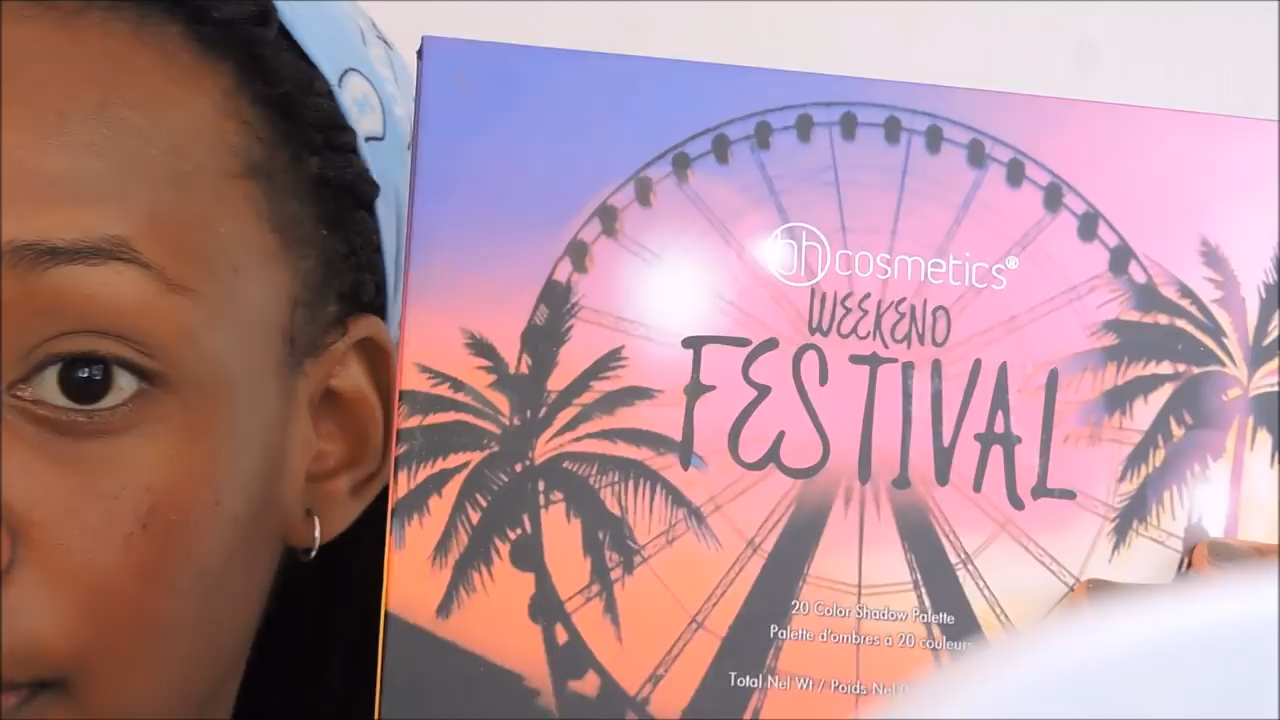 bh cosmetics®
WEEKEND
FESTIVAL
20 Color Shadow Palette
Palette d'ombres à 20 couleurs
Total Net Wt / Poids Net